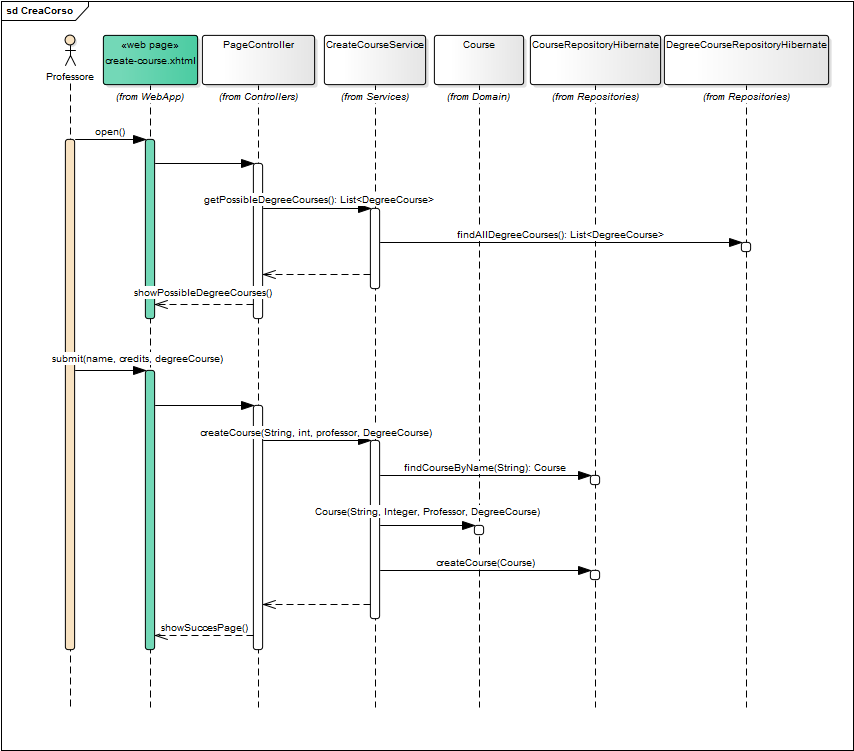 sd CreaCorso
Professore
«web page»
create-course.xhtml
(from WebApp)
PageController
(from Controllers)
CreateCourseService
(from Services)
Course
(from Domain)
CourseRepositoryHibernate
(from Repositories)
DegreeCourseRepositoryHibernate
(from Repositories)
open()
getPossibleDegreeCourses(): List<DegreeCourse>
findAllDegreeCourses(): List<DegreeCourse>
showPossibleDegreeCourses()
submit(name, credits, degreeCourse)
createCourse(String, int, professor, DegreeCourse)
findCourseByName(String): Course
Course(String, Integer, Professor, DegreeCourse)
createCourse(Course)
showSuccesPage()